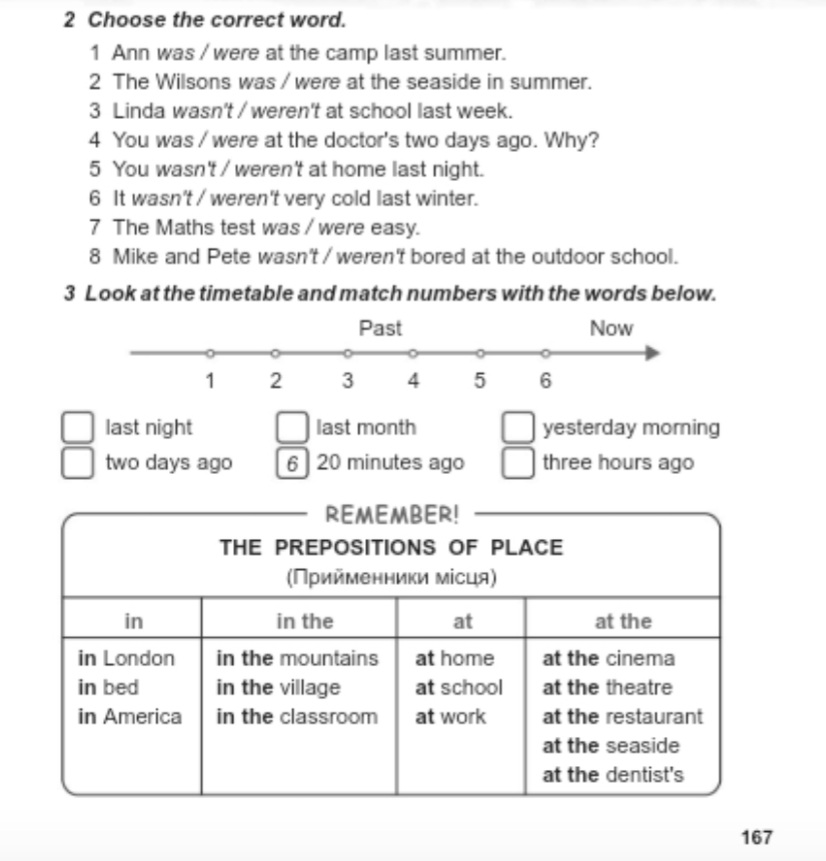 2 Choose the correct word.
1 Ann was / were at the camp last summer.
2 The Wilsons was / were at the seaside in summer.
3 Linda wasn't / weren't at school last week.
4 You was / were at the doctor's two days ago. Why?
5 You wasn't / weren't at home last night.
6 It wasn't / weren't very cold last winter.
7 The Maths test was / were easy.
8 Mike and Pete wasn't / weren't bored at the outdoor school.
3 Look at the timetable and match numbers with the words below.
Past Now
1 2 3 4 5 6
last night last month yesterday morning
two days ago 6 20 minutes ago three hours ago
REMEMBER!
THE PREPOSITIONS OF PLACE
(Прийменники місця)
in in the at at the
in London in the mountains at home at the cinema
in bed in the village at school at the theatre
in America in the classroom at work at the restaurant
at the seaside
at the dentist's
167